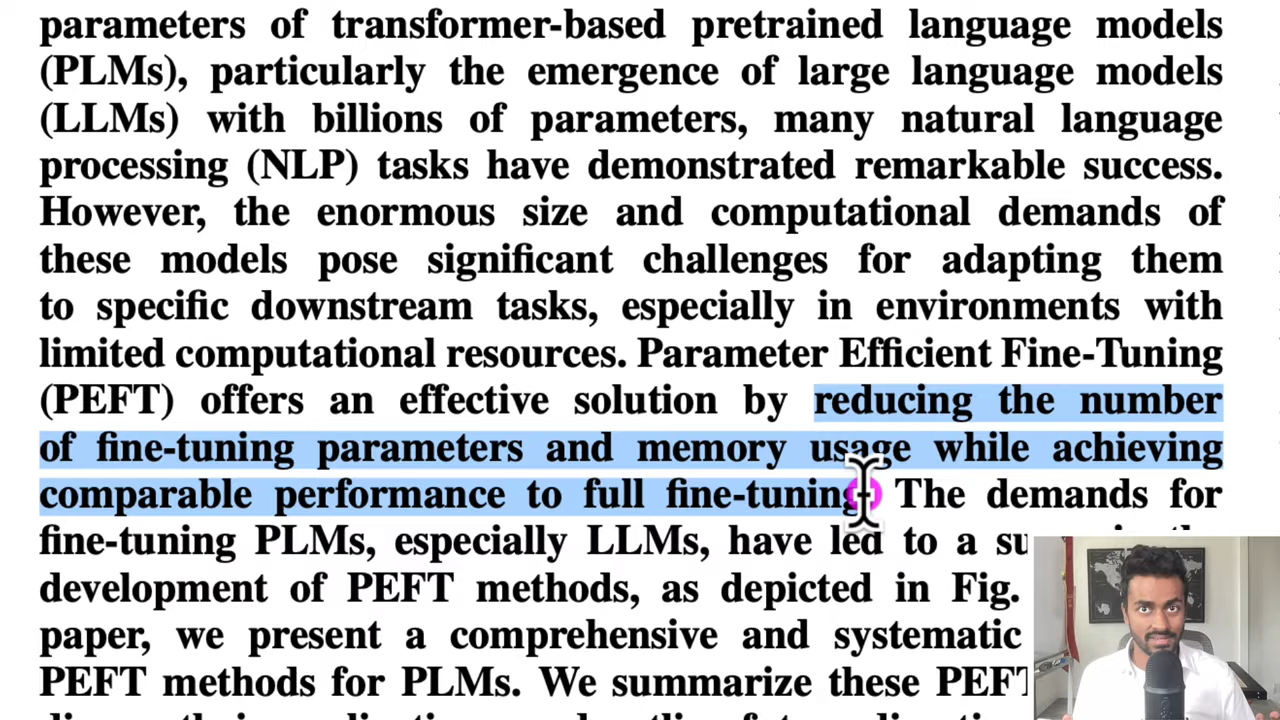 parameters of transformer-based pretrained language models
(PLMs), particularly the emergence of large language models
(LLMs) with billions of parameters, many natural language
processing (NLP) tasks have demonstrated remarkable success.
However, the enormous size and computational demands of
these models pose significant challenges for adapting them
to specific downstream tasks, especially in environments with
limited computational resources. Parameter Efficient Fine-Tuning
(PEFT) offers an effective solution by reducing the number
of fine-tuning parameters and memory usage while achieving
comparable performance to full fine-tuning. The demands for
fine-tuning PLMs, especially LLMs, have led to a
development of PEFT methods, as depicted in Fig.
paper, we present a comprehensive and systematic
PEFT methods for PLMs. We summarize these PEFT